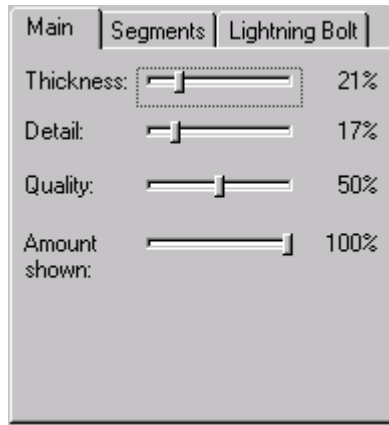 Main Segments Lightning Bolt
Thickness: 21%
Detail: 17%
Quality: 50%
Amount 100%
shown: